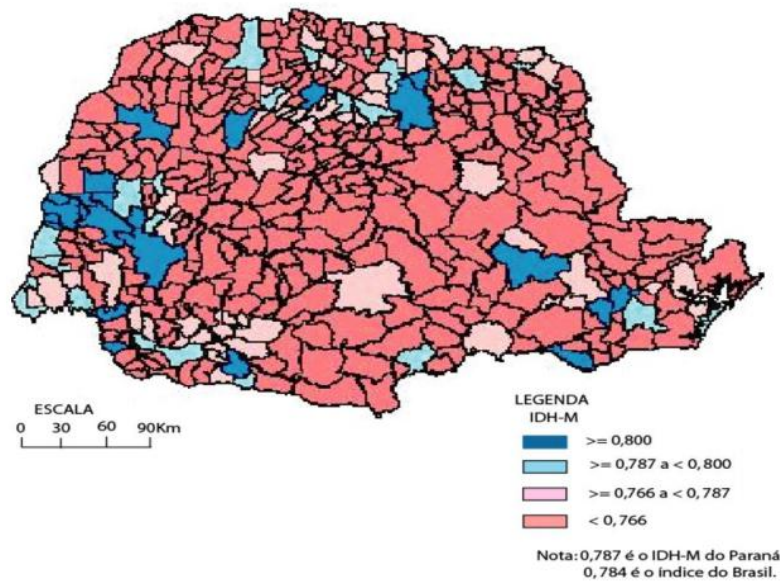 ESCALA
0 30 60 90Km
LEGENDA
IDH-M
>= 0,800
>= 0,787 a < 0,800
>= 0,766 a < 0,787
< 0,766
Nota: 0,787 é o IDH-M do Paraná
0,784 é o índice do Brasil.